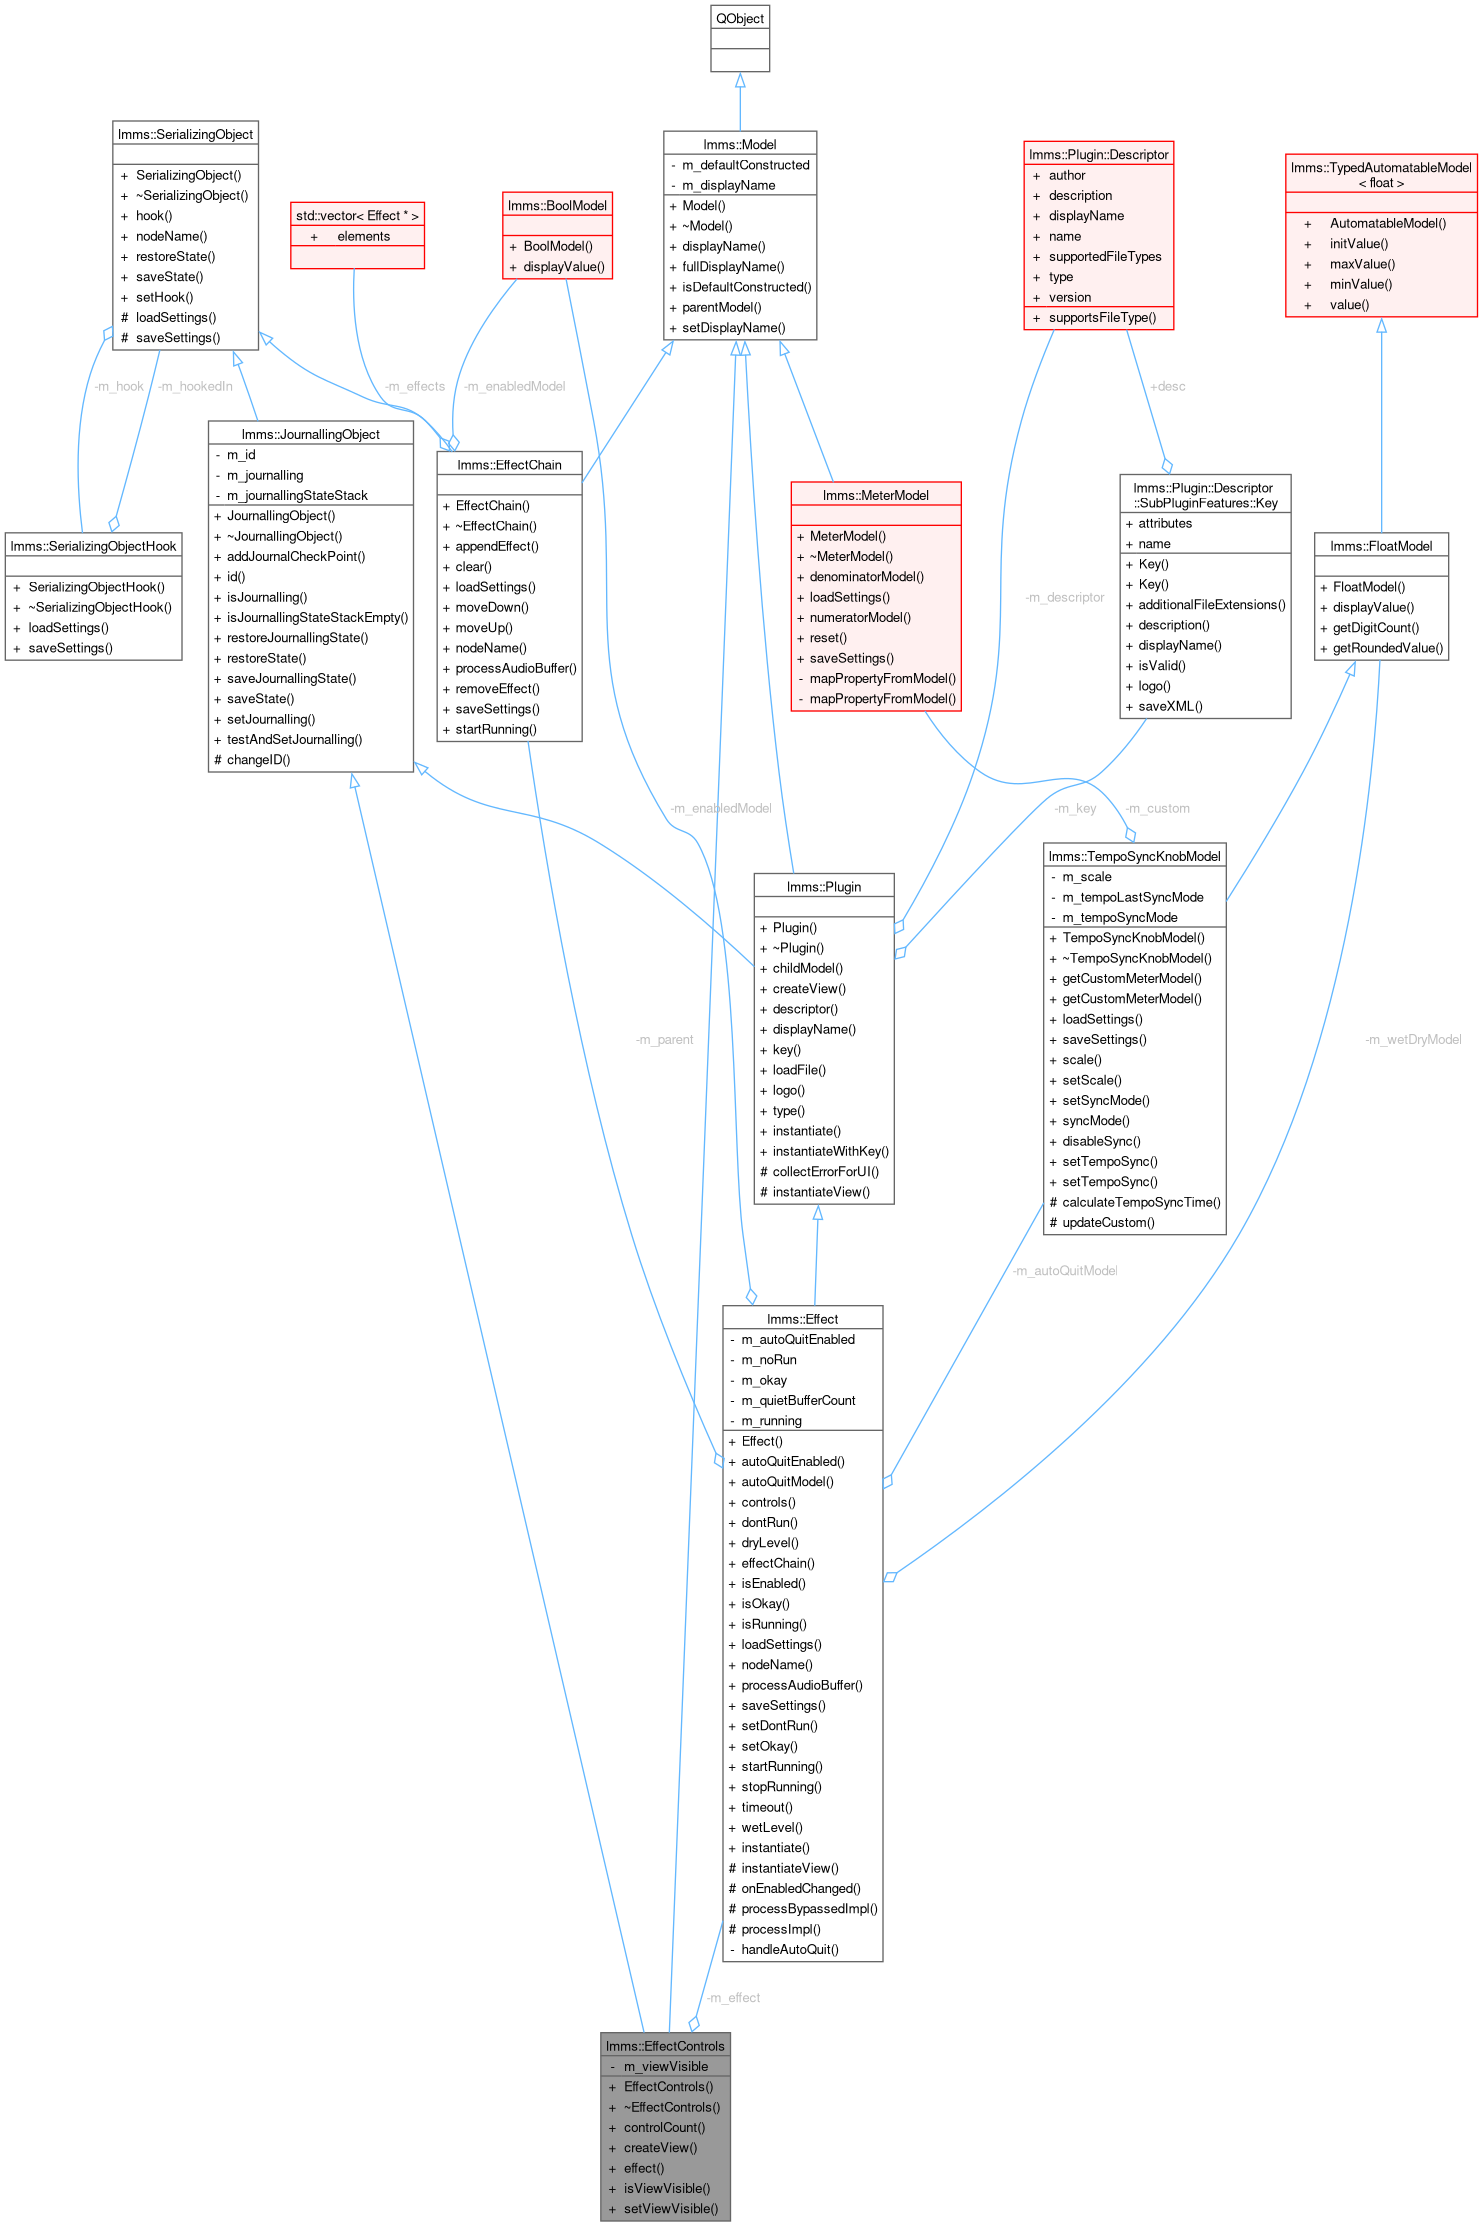 QObject
lmms::SerializingObject
+ SerializingObject()
+ ~SerializingObject()
+ hook()
+ nodeName()
+ restoreState()
+ saveState()
+ setHook()
# loadSettings()
# saveSettings()
std::vector< Effect * >
+ elements
lmms::BoolModel
+ BoolModel()
+ displayValue()
lmms::Model
- m_defaultConstructed
- m_displayName
+ Model()
+ ~Model()
+ displayName()
+ fullDisplayName()
+ isDefaultConstructed()
+ parentModel()
+ setDisplayName()
lmms::Plugin::Descriptor
+ author
+ description
+ displayName
+ name
+ supportedFileTypes
+ type
+ version
+ supportsFileType()
lmms::TypedAutomatableModel
< float >
+ AutomatableModel()
+ initValue()
+ maxValue()
+ minValue()
+ value()
-m_hook
-m_hookedIn
-m_effects
-m_enabledModel
+desc
lmms::SerializingObjectHook
+ SerializingObjectHook()
+ ~SerializingObjectHook()
+ loadSettings()
+ saveSettings()
lmms::JournallingObject
- m_id
- m_journalling
- m_journallingStateStack
+ JournallingObject()
+ ~JournallingObject()
+ addJournalCheckPoint()
+ id()
+ isJournalling()
+ isJournallingStateStackEmpty()
+ restoreJournallingState()
+ restoreState()
+ saveJournallingState()
+ saveState()
+ setJournalling()
+ testAndSetJournalling()
# changeID()
lmms::EffectChain
+ EffectChain()
+ ~EffectChain()
+ appendEffect()
+ clear()
+ loadSettings()
+ moveDown()
+ moveUp()
+ nodeName()
+ processAudioBuffer()
+ removeEffect()
+ saveSettings()
+ startRunning()
lmms::MeterModel
+ MeterModel()
+ ~MeterModel()
+ denominatorModel()
+ loadSettings()
+ numeratorModel()
+ reset()
+ saveSettings()
- mapPropertyFromModel()
- mapPropertyFromModel()
-m_descriptor
lmms::Plugin::Descriptor
::SubPluginFeatures::Key
+ attributes
+ name
+ Key()
+ Key()
+ additionalFileExtensions()
+ description()
+ displayName()
+ isValid()
+ logo()
+ saveXML()
lmms::FloatModel
+ FloatModel()
+ displayValue()
+ getDigitCount()
+ getRoundedValue()
-m_enabledModel
-m_key
-m_custom
lmms::Plugin
+ Plugin()
+ ~Plugin()
+ childModel()
+ createView()
+ descriptor()
+ displayName()
+ key()
+ loadFile()
+ logo()
+ type()
+ instantiate()
+ instantiateWithKey()
# collectErrorForUI()
# instantiateView()
lmms::TempoSyncKnobModel
- m_scale
- m_tempoLastSyncMode
- m_tempoSyncMode
+ TempoSyncKnobModel()
+ ~TempoSyncKnobModel()
+ getCustomMeterModel()
+ getCustomMeterModel()
+ loadSettings()
+ saveSettings()
+ scale()
+ setScale()
+ setSyncMode()
+ syncMode()
+ disableSync()
+ setTempoSync()
+ setTempoSync()
# calculateTempoSyncTime()
# updateCustom()
-m_parent
-m_wetDryModel
-m_autoQuitModel
lmms::Effect
- m_autoQuitEnabled
- m_noRun
- m_okay
- m_quietBufferCount
- m_running
+ Effect()
+ autoQuitEnabled()
+ autoQuitModel()
+ controls()
+ dontRun()
+ dryLevel()
+ effectChain()
+ isEnabled()
+ isOkay()
+ isRunning()
+ loadSettings()
+ nodeName()
+ processAudioBuffer()
+ saveSettings()
+ setDontRun()
+ setOkay()
+ startRunning()
+ stopRunning()
+ timeout()
+ wetLevel()
+ instantiate()
# instantiateView()
# onEnabledChanged()
# processBypassedImpl()
# processImpl()
- handleAutoQuit()
-m_effect
lmms::EffectControls
- m_viewVisible
+ EffectControls()
+ ~EffectControls()
+ controlCount()
+ createView()
+ effect()
+ isViewVisible()
+ setViewVisible()